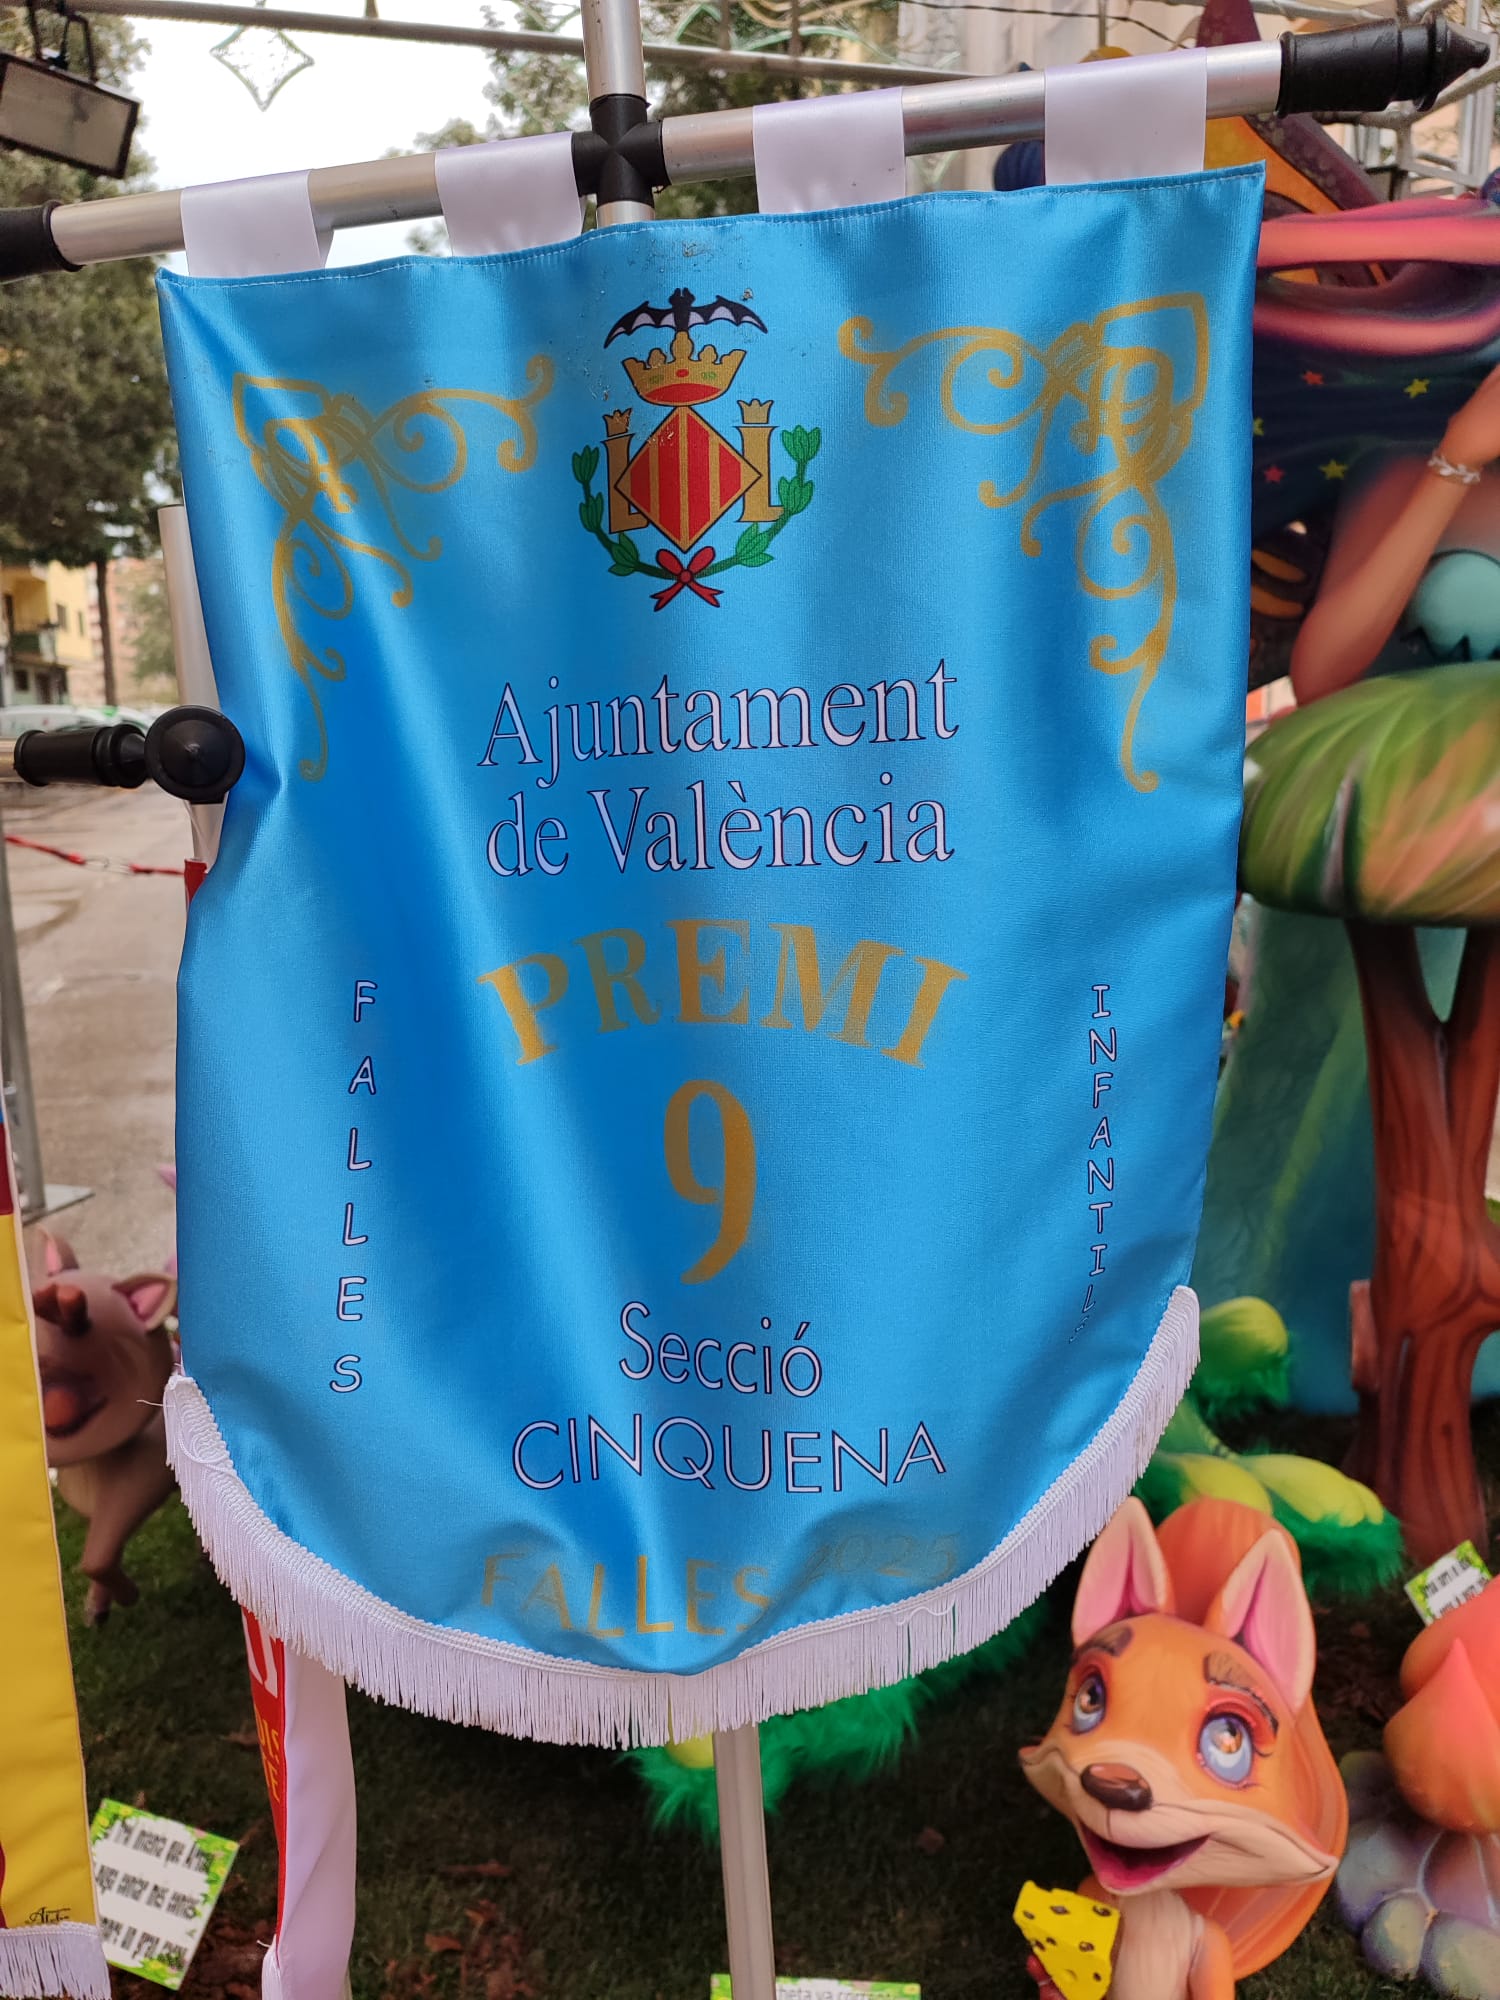 Ajuntament
de València
PREMI
9
FALLES
INFANTILS
Secció
CINQUENA
FALLES 2025